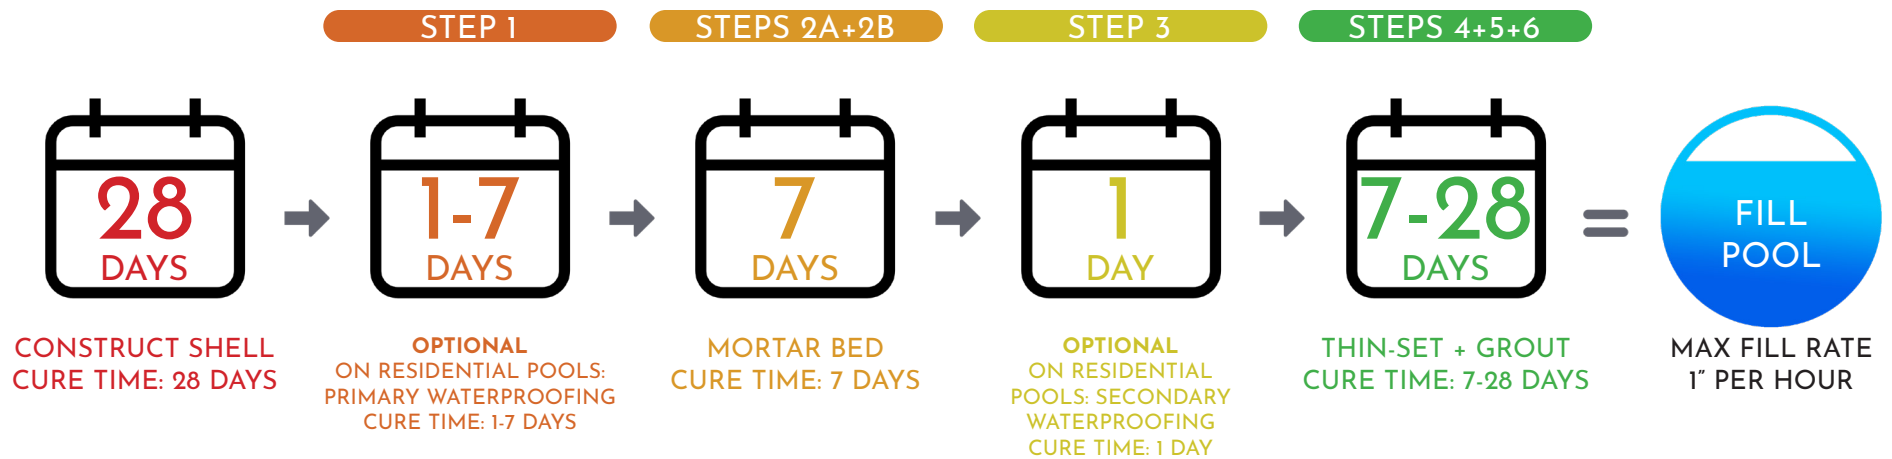 STEP 1
STEPS 2A+2B
STEP 3
STEPS 4+5+6
28
DAYS
1-7
DAYS
7
DAYS
1
DAY
7-28
DAYS
FILL
POOL
CONSTRUCT SHELL
CURE TIME: 28 DAYS
OPTIONAL
ON RESIDENTIAL POOLS:
PRIMARY WATERPROOFING
CURE TIME: 1-7 DAYS
MORTAR BED
CURE TIME: 7 DAYS
OPTIONAL
ON RESIDENTIAL
POOLS: SECONDARY
WATERPROOFING
CURE TIME: 1 DAY
THIN-SET + GROUT
CURE TIME: 7-28 DAYS
MAX FILL RATE
1” PER HOUR